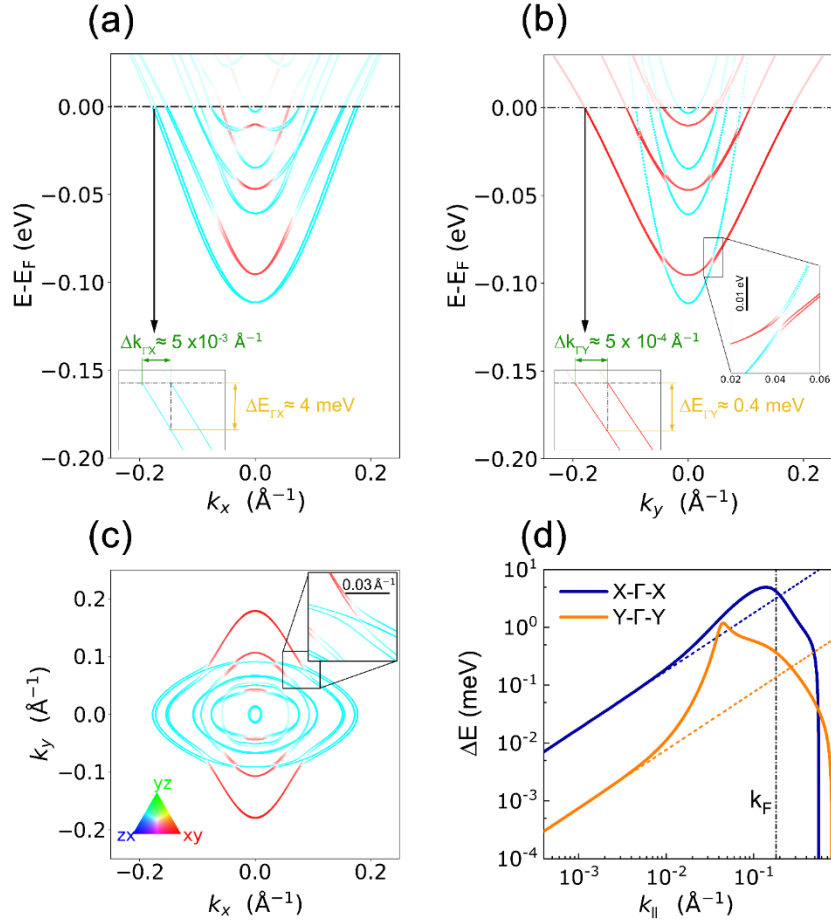 (a)
(b)
0.00
−0.05
−0.10
−0.15
−0.20
E-E_F (eV)
Δk_ΓX ≈ 5 x10⁻³ Å⁻¹
ΔE_ΓX ≈ 4 meV
−0.2 0.0 0.2
k_x (Å⁻¹)
0.00
−0.05
−0.10
−0.15
−0.20
E-E_F (eV)
0.01 eV
0.02 0.04 0.06
Δk_ΓY ≈ 5 x 10⁻⁴ Å⁻¹
ΔE_ΓY ≈ 0.4 meV
−0.2 0.0 0.2
k_y (Å⁻¹)
(c)
(d)
0.2
0.1
0.0
−0.1
−0.2
k_y (Å⁻¹)
0.03 Å⁻¹
yz
zx xy
−0.2 0.0 0.2
k_x (Å⁻¹)
10¹
10⁰
10⁻¹
10⁻²
10⁻³
10⁻⁴
ΔE (meV)
X-Γ-X
Y-Γ-Y
k_F
10⁻³ 10⁻² 10⁻¹
k_|| (Å⁻¹)